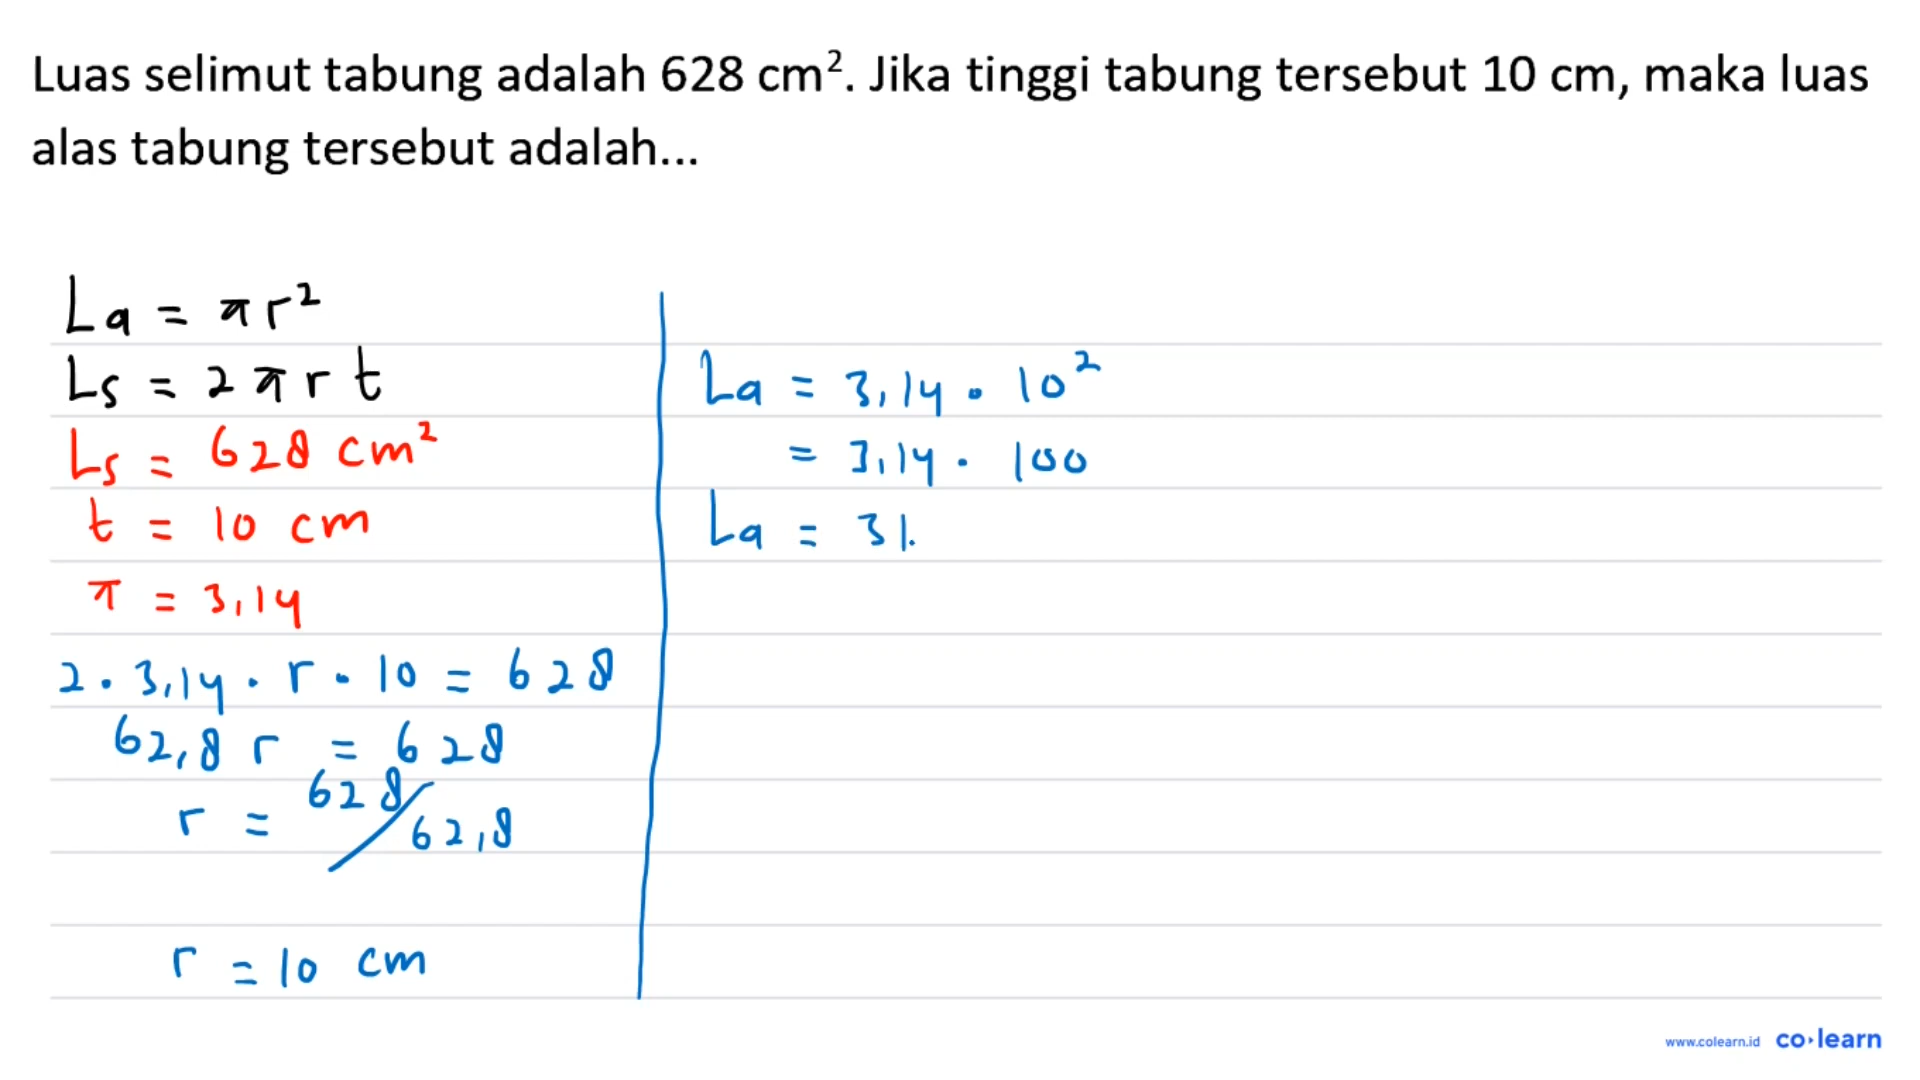 Luas selimut tabung adalah 628 cm². Jika tinggi tabung tersebut 10 cm, maka luas
alas tabung tersebut adalah...
La = π r²
Ls = 2 π r t
Ls = 628 cm²
t = 10 cm
π = 3,14
2 . 3,14 . r . 10 = 628
62,8 r = 628
r = 628/62,8
r = 10 cm
La = 3,14 . 10²
= 3,14 . 100
La = 31.
www.colearn.id co learn